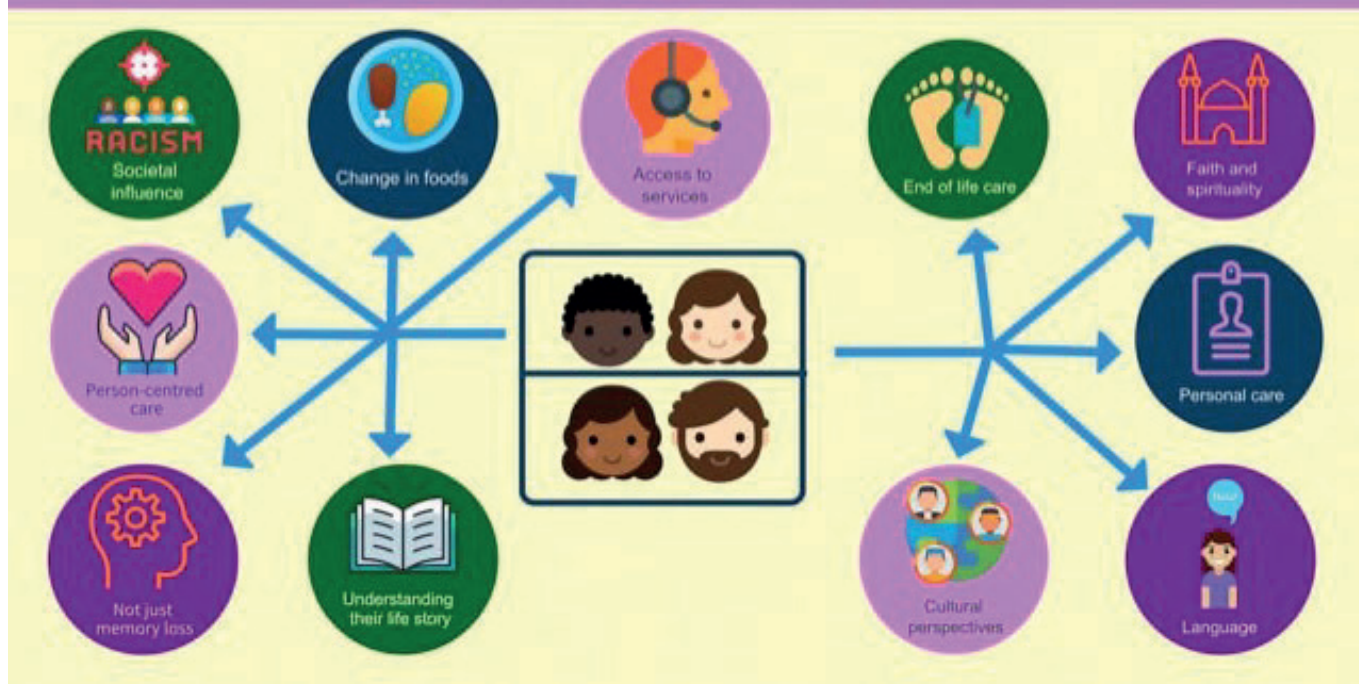 RACISM
Societal
influence
Change in foods
Access to
services
End of life care
Faith and
spirituality
Person-centred
care
Personal care
Not just
memory loss
Understanding
their life story
Cultural
perspectives
Language